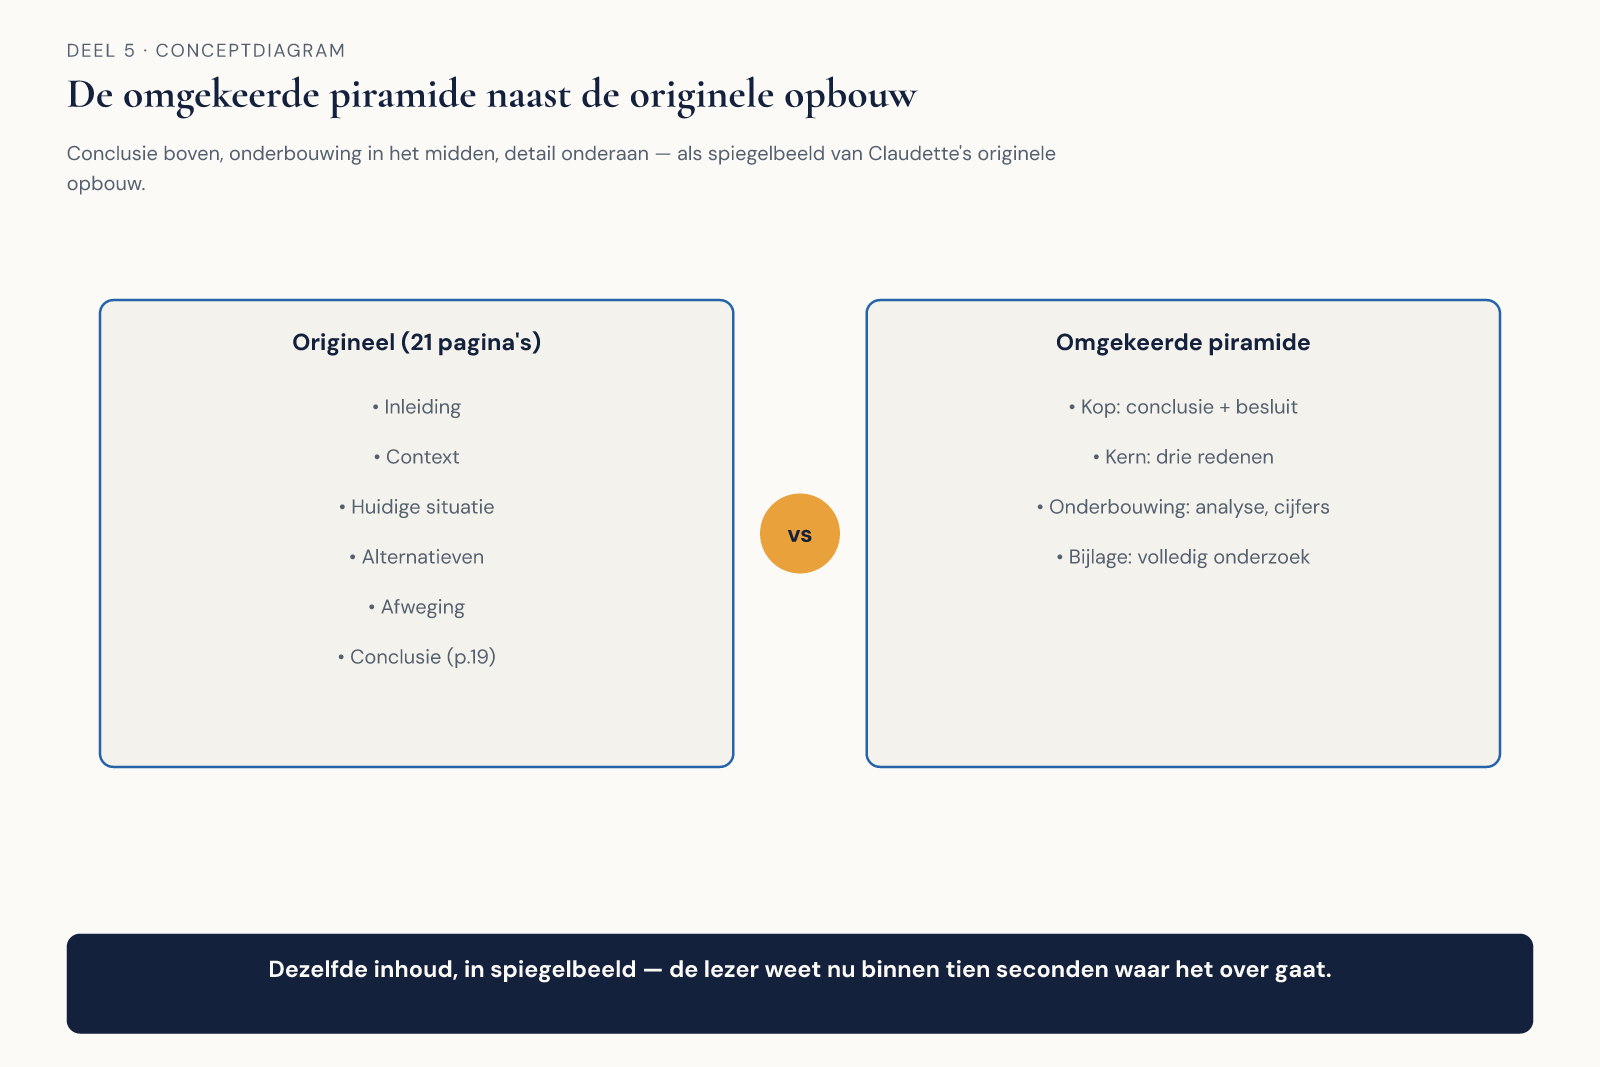 DEEL 5 · CONCEPTDIAGRAM
De omgekeerde piramide naast de originele opbouw
Conclusie boven, onderbouwing in het midden, detail onderaan — als spiegelbeeld van Claudette's originele
opbouw.
Origineel (21 pagina's)
• Inleiding
• Context
• Huidige situatie
• Alternatieven
• Afweging
• Conclusie (p.19)
vs
Omgekeerde piramide
• Kop: conclusie + besluit
• Kern: drie redenen
• Onderbouwing: analyse, cijfers
• Bijlage: volledig onderzoek
Dezelfde inhoud, in spiegelbeeld — de lezer weet nu binnen tien seconden waar het over gaat.